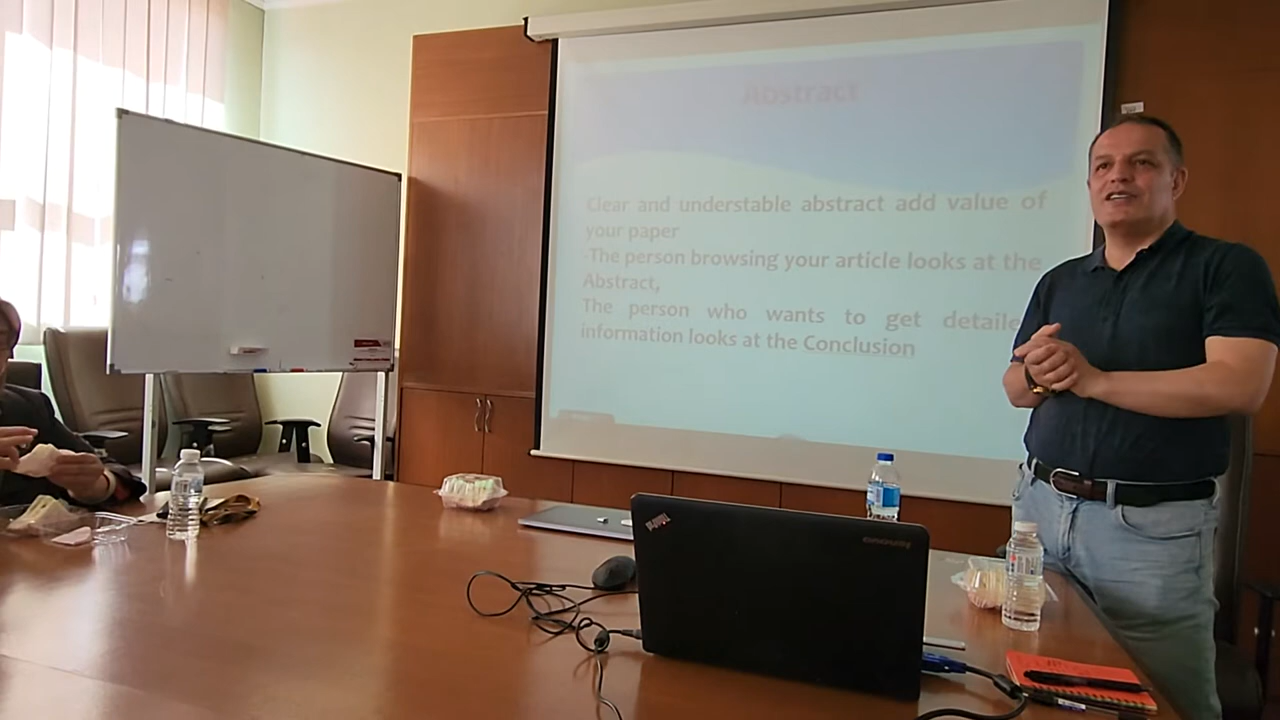 Abstract
Clear and understable abstract add value of
your paper
-The person browsing your article looks at the
Abstract,
The person who wants to get detaile
information looks at the Conclusion
ThinkPad